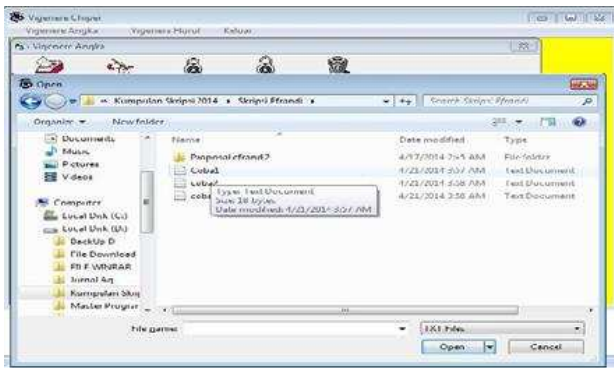 Vigenere Chiper
Vigenere Angka Vigenere Huruf Keluar
Vigenere Angka
Open
Kumpulan Skripsi 2014 Skripsi Efrandi
Search Skripsi Efrandi
Organize New folder
Documents
Music
Pictures
Videos
Computer
Local Disk (C:)
Local Disk (D:)
BackUp D
File Download
FILE WINRAR
Jurnal Aq
Kumpulan Skrip
Master Program
Name Date modified Type
Proposal efrandi 2 4/17/2014 7:45 AM File folder
Coba1 4/21/2014 3:57 AM Text Document
coba2 4/21/2014 3:58 AM Text Document
coba 4/21/2014 3:58 AM Text Document
Type: Text Document
Size: 18 bytes
Date modified: 4/21/2014 3:57 AM
File name: TXT Files
Open Cancel